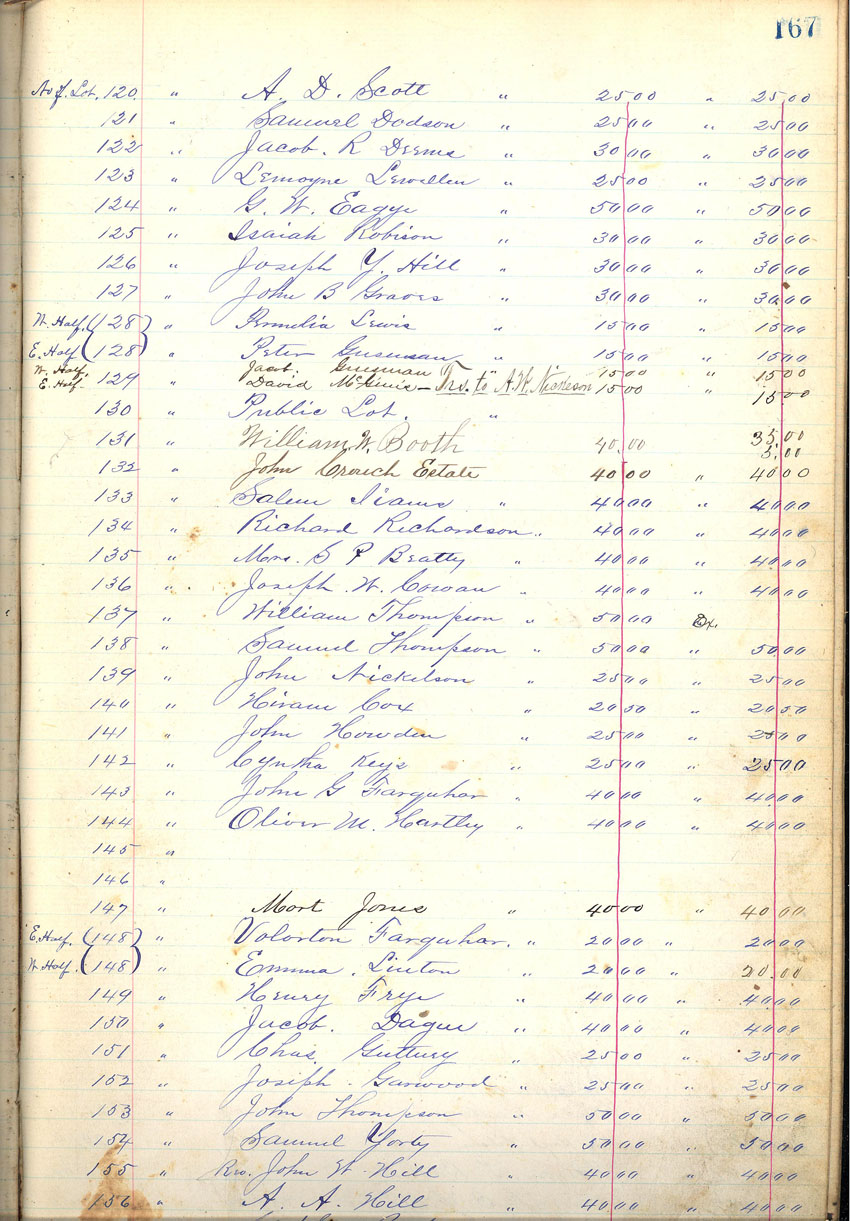 167
No. of Lot. 120. " A. D. Scott " 25 00 " 25 00
121 " Samuel Dodson " 25 00 " 25 00
122 " Jacob. R Deems " 30 00 " 30 00
123 " Lemoyne Lewellen " 25 00 " 25 00
124 " G. W. Eagye " 50 00 " 50 00
125 " Isaiah Robison " 30 00 " 30 00
126 " Joseph Y. Hill " 30 00 " 30 00
127 " John B Graves " 30 00 " 30 00
W. Half. (128) " Permelia Lewis " 15 00 " 15 00
E. Half (128) " Peter Gusman " 15 00 " 15 00
W. Half. Jacob. Gusman " 15 00 15 00
E. Half. 129 " David McGinis – Trs. to A. K. Nickeson 15 00 " 15 00
130 " Public Lot. "
131 " William W. Booth 40.00 35.00
5.00
132 " John Crouch Estate 40 00 " 40 00
133 " Salem Iiams " 40 00 " 40 00
134 " Richard Richardson " 40 00 " 40 00
135 " Mrs. S P Beatty " 40 00 " 40 00
136 " Joseph. W. Cowan " 40 00 " 40 00
137 " William Thompson " 50 00 Ex.
138 " Samuel Thompson " 50 00 " 50 00
139 " John Nickelson " 25 00 " 25 00
140 " Hiram Cox " 20 50 " 20 50
141 " John Howden " 25 00 " 25 00
142 " Cyntha Keys " 25 00 " 25 00
143 " John G Farquhar " 40 00 " 40 00
144 " Oliver M. Hartley " 40 00 " 40 00
145 "
146 "
147 " Mort Jones " 40 00 " 40 00
E. Half. (148) " Volorton Farquhar. " 20 00 " 20 00
W. Half. (148) " Emma. Linton " 20 00 " 20.00
149 " Henry Frye " 40 00 " 40 00
150 " Jacob. Dague " 40 00 " 40 00
151 " Chas. Guttery " 25 00 " 25 00
152 " Joseph. Garwood " 25 00 " 25 00
153 " John Thompson " 50 00 " 50 00
154 " Samuel Yorty " 50 00 " 50 00
155 " Rev. John W. Hill " 40 00 " 40 00
156 " A. A. Hill " 40 00 " 40 00